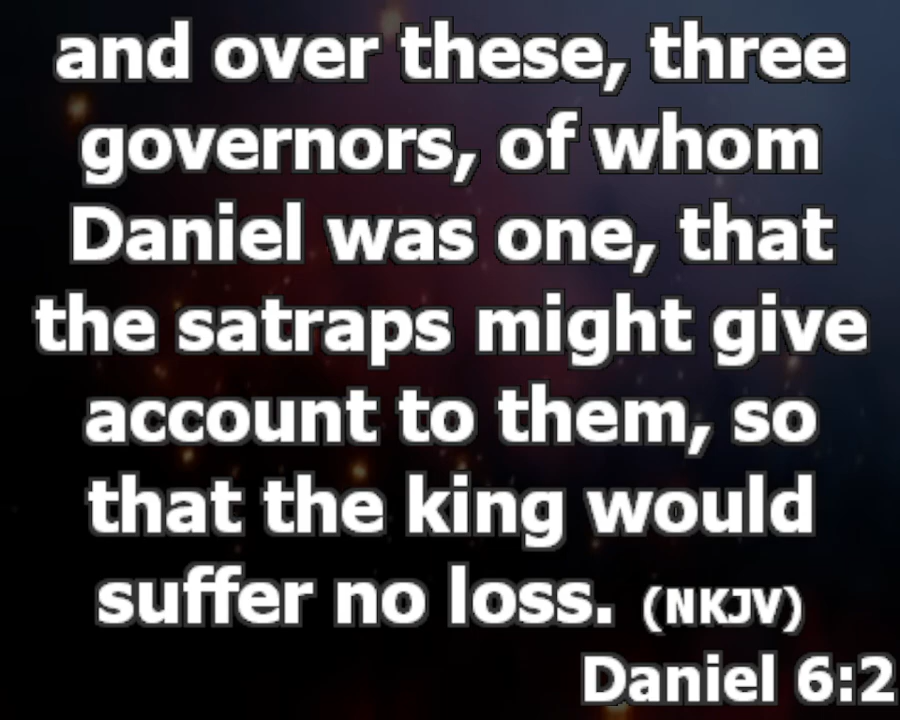 and over these, three
governors, of whom
Daniel was one, that
the satraps might give
account to them, so
that the king would
suffer no loss. (NKJV)
Daniel 6:2